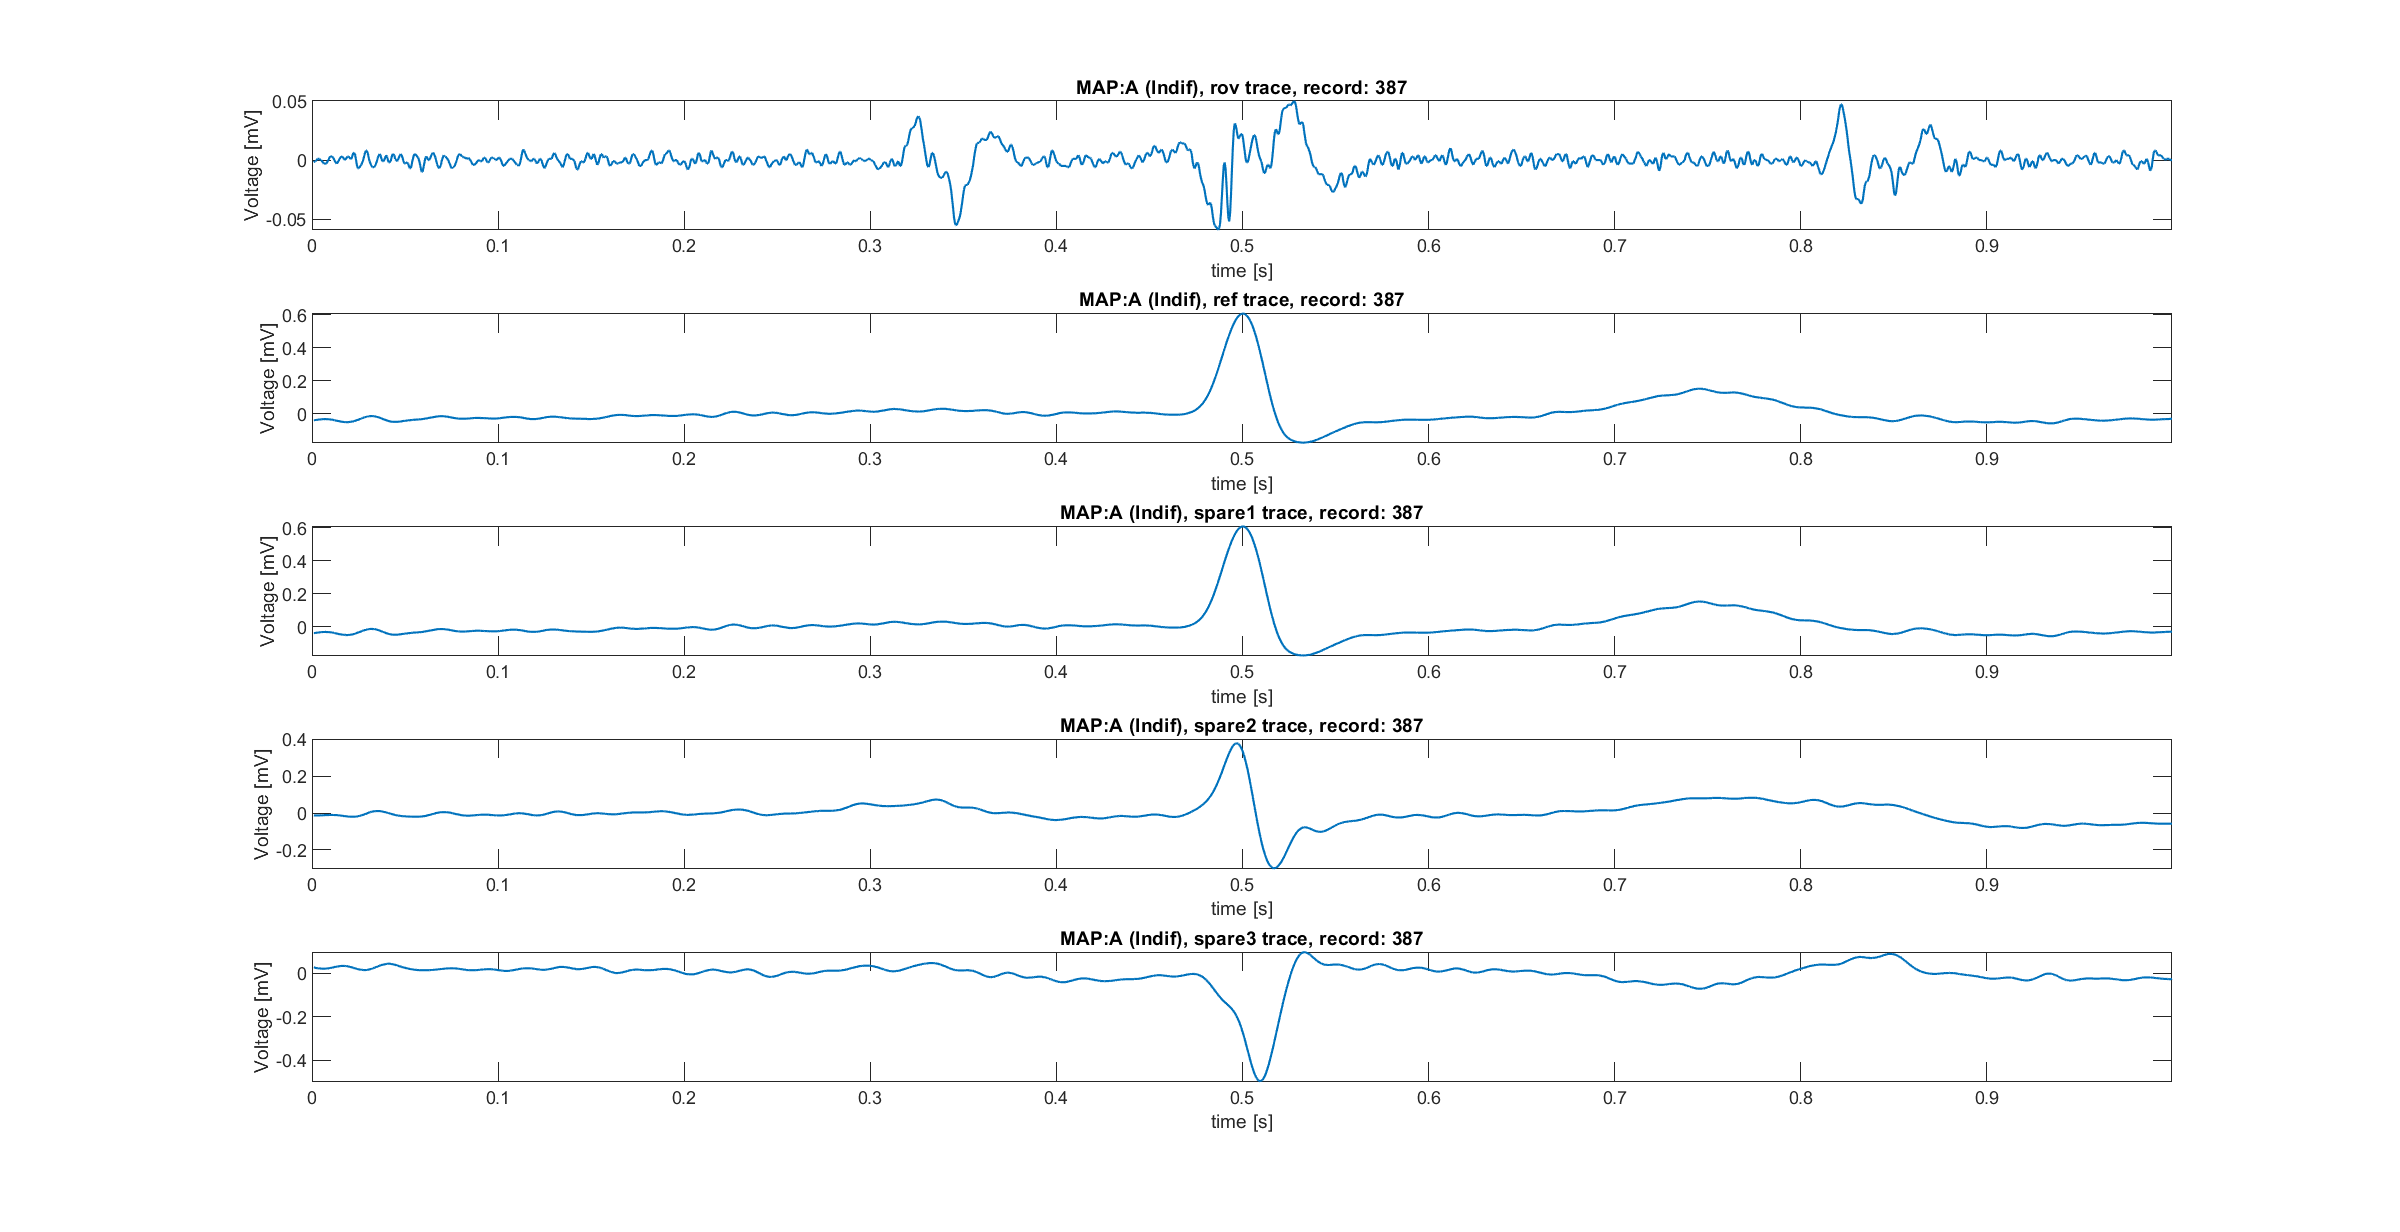 MAP:A (Indif), rov trace, record: 387
Voltage [mV]
0.05
0
-0.05
0 0.1 0.2 0.3 0.4 0.5 0.6 0.7 0.8 0.9
time [s]
MAP:A (Indif), ref trace, record: 387
Voltage [mV]
0.6
0.4
0.2
0
0 0.1 0.2 0.3 0.4 0.5 0.6 0.7 0.8 0.9
time [s]
MAP:A (Indif), spare1 trace, record: 387
Voltage [mV]
0.6
0.4
0.2
0
0 0.1 0.2 0.3 0.4 0.5 0.6 0.7 0.8 0.9
time [s]
MAP:A (Indif), spare2 trace, record: 387
Voltage [mV]
0.4
0.2
0
-0.2
0 0.1 0.2 0.3 0.4 0.5 0.6 0.7 0.8 0.9
time [s]
MAP:A (Indif), spare3 trace, record: 387
Voltage [mV]
0
-0.2
-0.4
0 0.1 0.2 0.3 0.4 0.5 0.6 0.7 0.8 0.9
time [s]